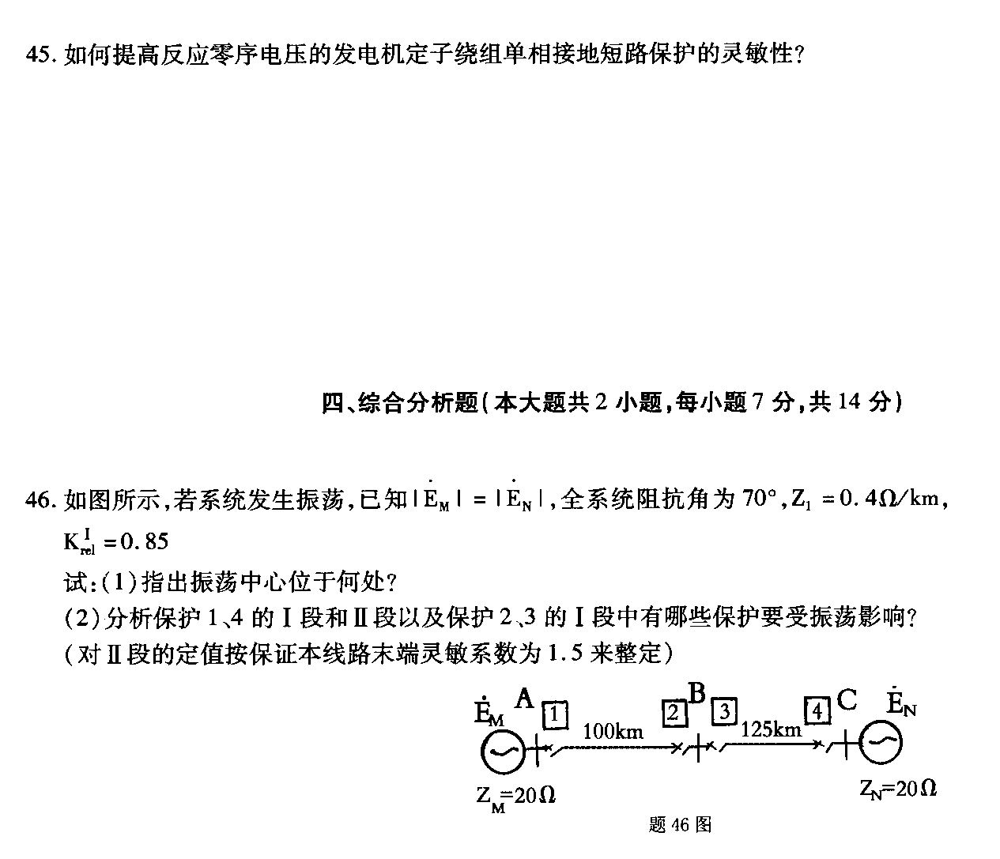 45. 如何提高反应零序电压的发电机定子绕组单相接地短路保护的灵敏性?
四、综合分析题(本大题共2小题,每小题7分,共14分)
46. 如图所示,若系统发生振荡,已知|Ė_M| = |Ė_N|,全系统阻抗角为70°,Z₁ =0.4Ω/km,
K_rel^Ⅰ =0.85
试:(1)指出振荡中心位于何处?
(2)分析保护1、4的Ⅰ段和Ⅱ段以及保护2、3的Ⅰ段中有哪些保护要受振荡影响?
(对Ⅱ段的定值按保证本线路末端灵敏系数为1.5来整定)
Ė_M A 1 2 B 3 4 C Ė_N
100km 125km
Z_M=20Ω Z_N=20Ω
题46图